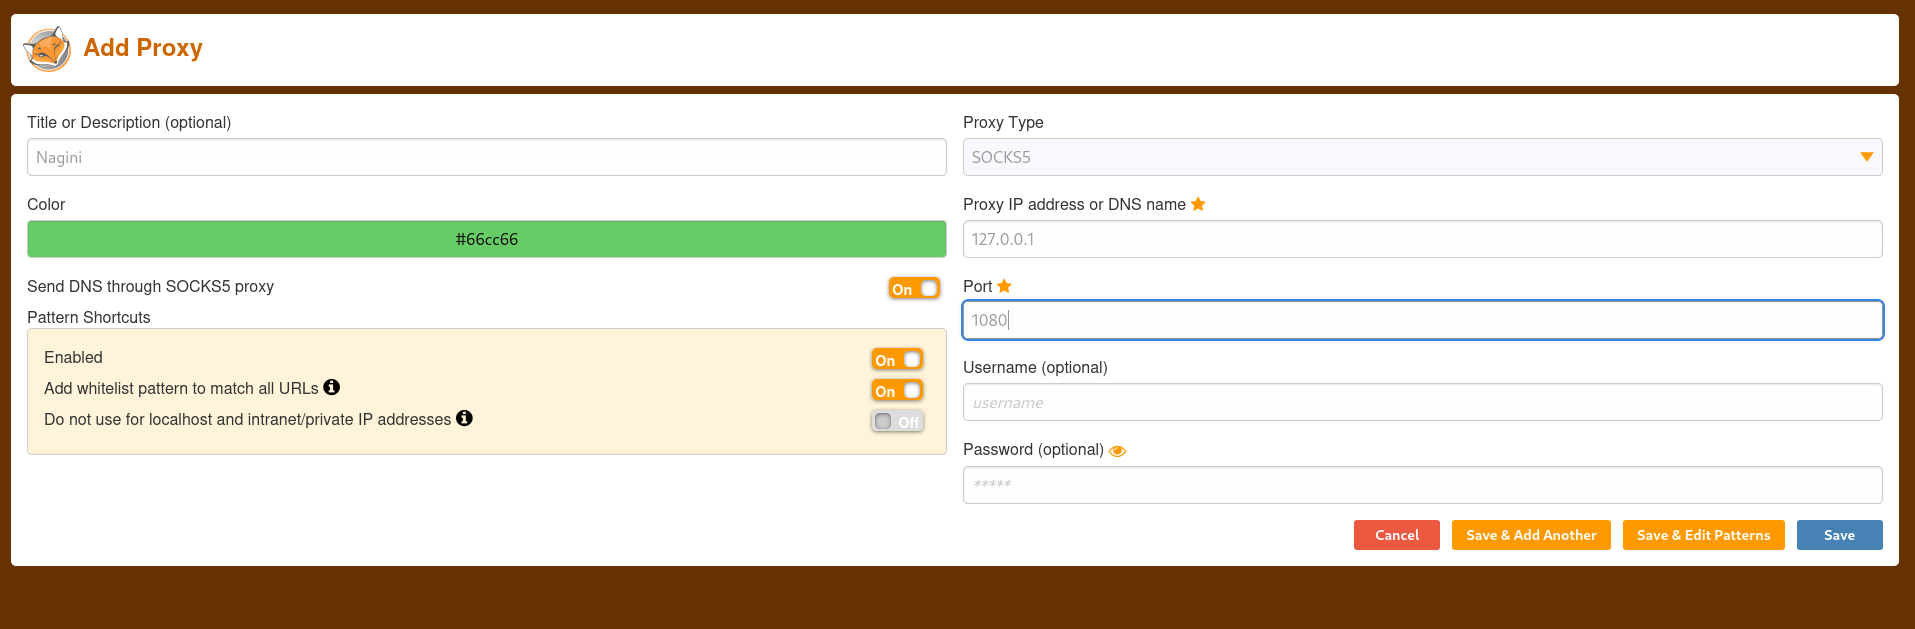 Add Proxy
Title or Description (optional)
Nagini
Color
#66cc66
Send DNS through SOCKS5 proxy
On
Pattern Shortcuts
Enabled
On
Add whitelist pattern to match all URLs
On
Do not use for localhost and intranet/private IP addresses
Off
Proxy Type
SOCKS5
Proxy IP address or DNS name
127.0.0.1
Port
1080
Username (optional)
username
Password (optional)
*****
Cancel
Save & Add Another
Save & Edit Patterns
Save